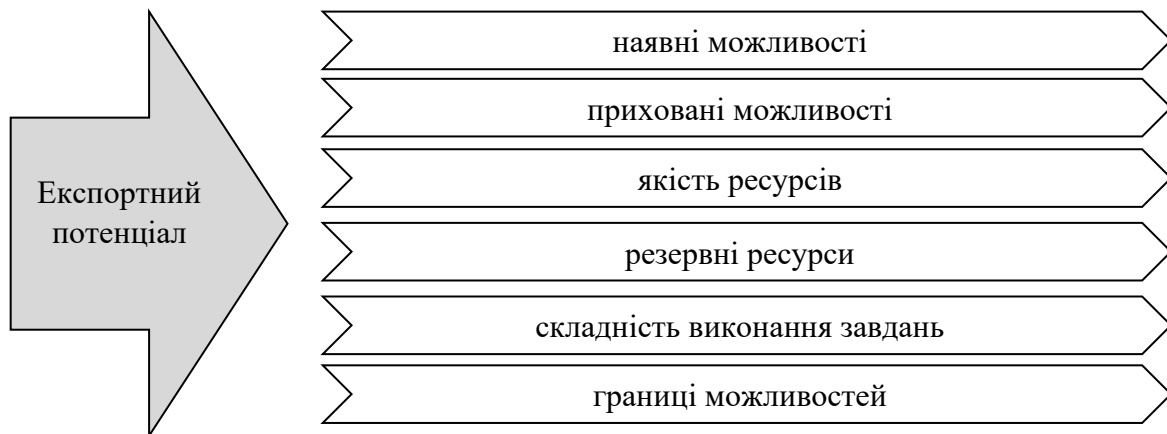 Експортний
потенціал
наявні можливості
приховані можливості
якість ресурсів
резервні ресурси
складність виконання завдань
границі можливостей